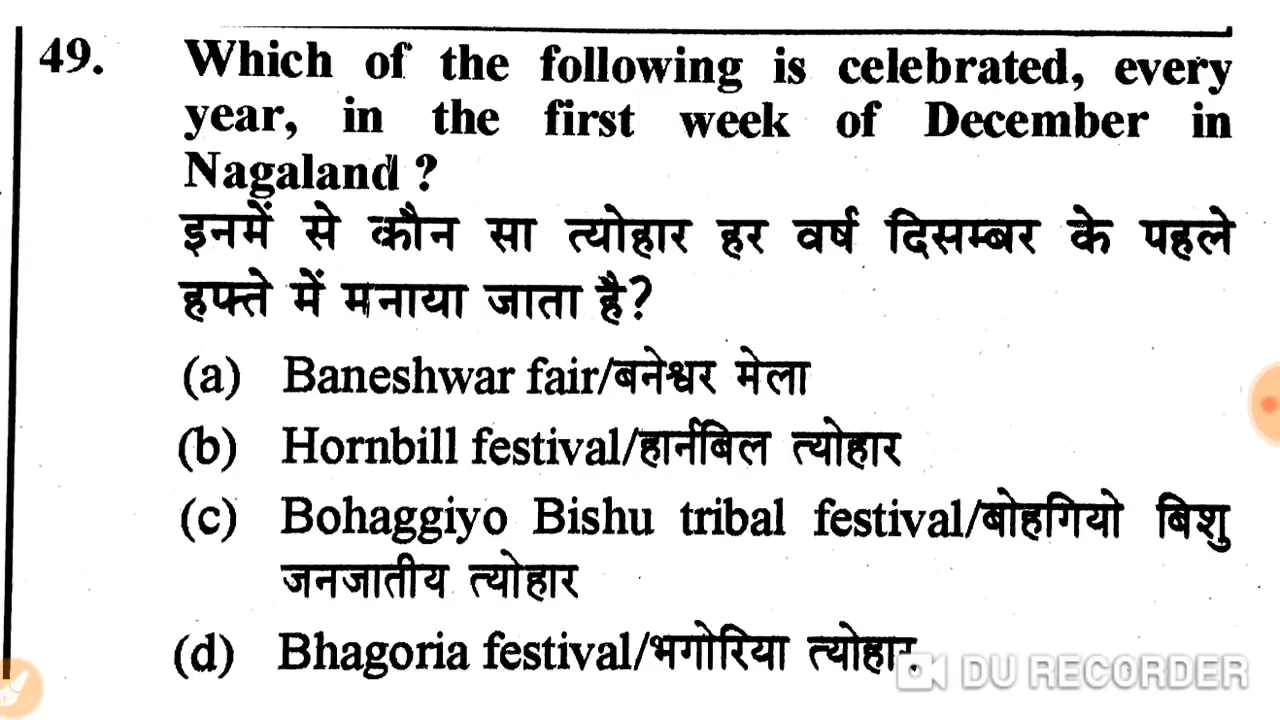 49. Which of the following is celebrated, every
year, in the first week of December in
Nagaland ?
इनमें से कौन सा त्योहार हर वर्ष दिसम्बर के पहले
हफ्ते में मनाया जाता है?
(a) Baneshwar fair/बनेश्वर मेला
(b) Hornbill festival/हार्नबिल त्योहार
(c) Bohaggiyo Bishu tribal festival/बोहगियो बिशु
जनजातीय त्योहार
(d) Bhagoria festival/भगोरिया त्योहार
DU RECORDER